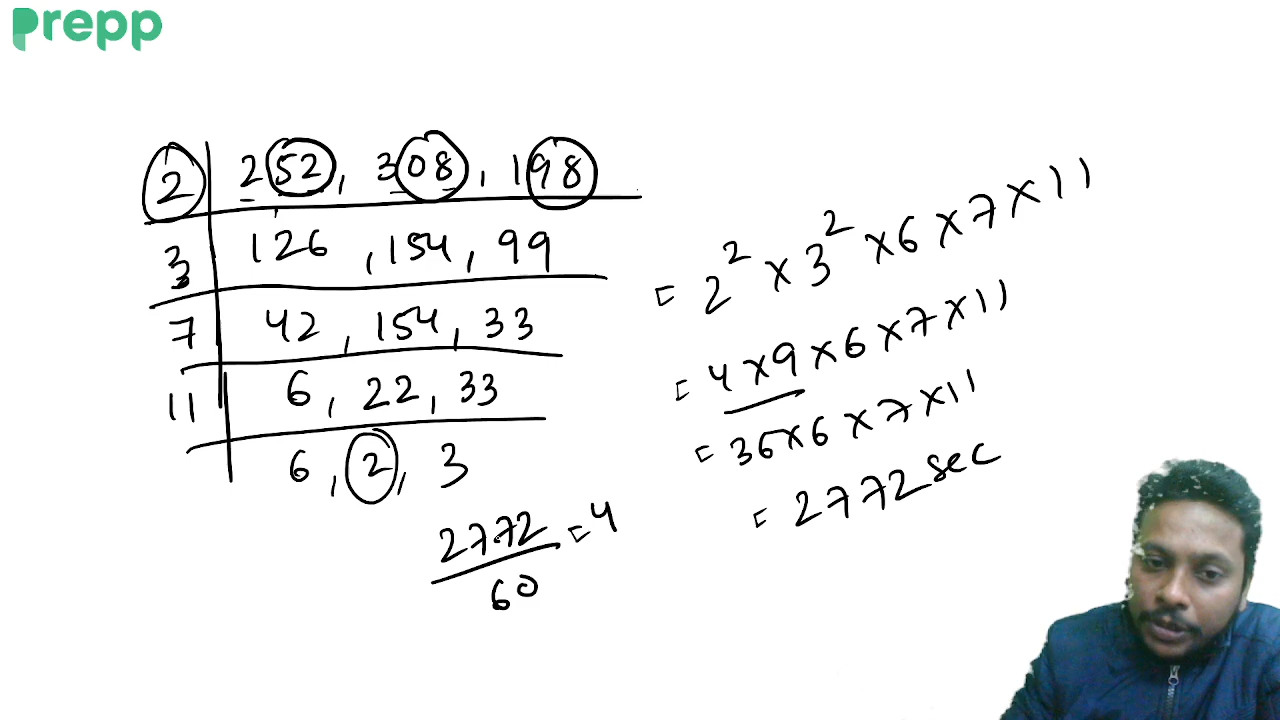 Prepp
2 | 252, 308, 198
3 | 126, 154, 99
7 | 42, 154, 33
11 | 6, 22, 33
6, 2, 3
2772/60 = 4
= 2² × 3² × 6 × 7 × 11
= 4 × 9 × 6 × 7 × 11
= 36 × 6 × 7 × 11
= 2772 sec